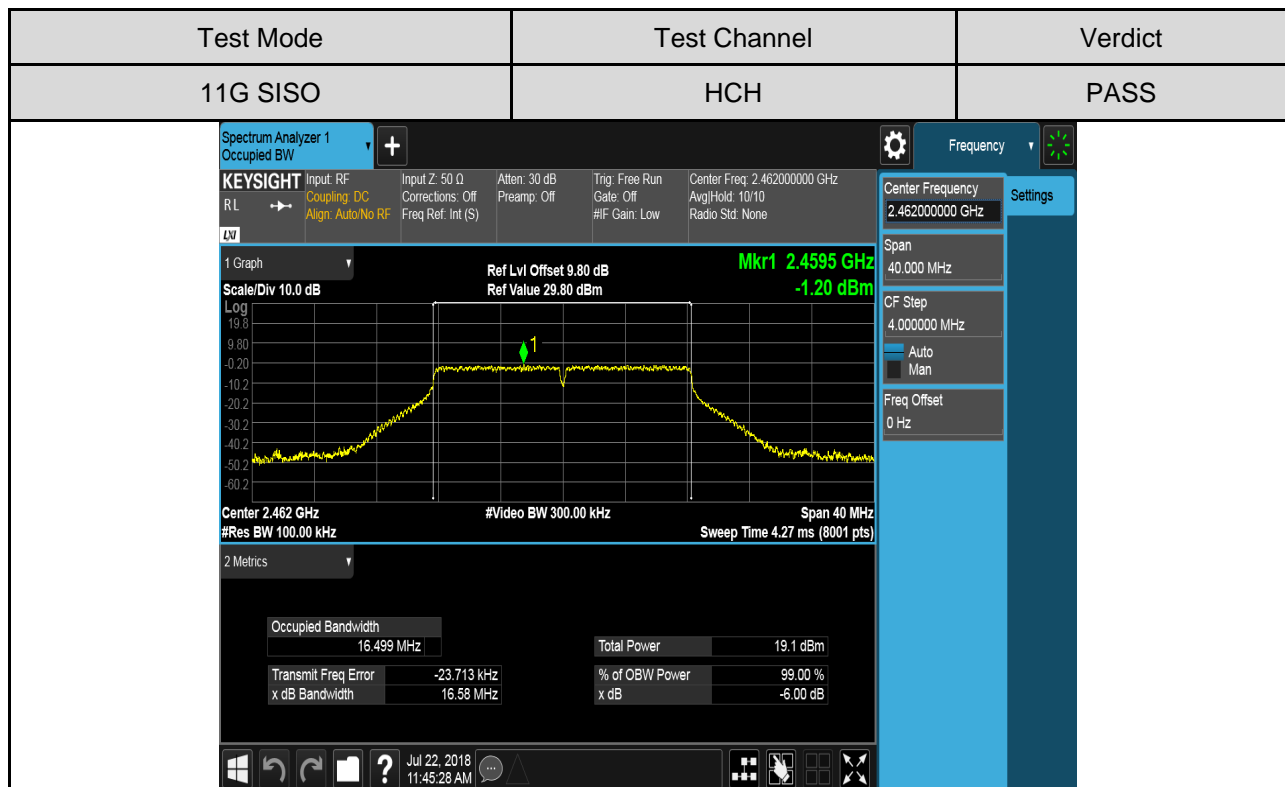 Test Mode Test Channel Verdict
11G SISO HCH PASS
Spectrum Analyzer 1
Occupied BW
+
Frequency
KEYSIGHT
RL
LXI
Input: RF
Coupling: DC
Align: Auto/No RF
Input Z: 50 Ω
Corrections: Off
Freq Ref: Int (S)
Atten: 30 dB
Preamp: Off
Trig: Free Run
Gate: Off
#IF Gain: Low
Center Freq: 2.462000000 GHz
Avg|Hold: 10/10
Radio Std: None
Center Frequency
2.462000000 GHz
Settings
Span
40.000 MHz
CF Step
4.000000 MHz
Auto
Man
Freq Offset
0 Hz
1 Graph
Scale/Div 10.0 dB
Ref Lvl Offset 9.80 dB
Ref Value 29.80 dBm
Mkr1 2.4595 GHz
-1.20 dBm
Log
19.8
9.80
-0.20
-10.2
-20.2
-30.2
-40.2
-50.2
-60.2
1
Center 2.462 GHz #Video BW 300.00 kHz Span 40 MHz
#Res BW 100.00 kHz Sweep Time 4.27 ms (8001 pts)
2 Metrics
Occupied Bandwidth
16.499 MHz
Total Power 19.1 dBm
Transmit Freq Error -23.713 kHz % of OBW Power 99.00 %
x dB Bandwidth 16.58 MHz x dB -6.00 dB
?
Jul 22, 2018
11:45:28 AM